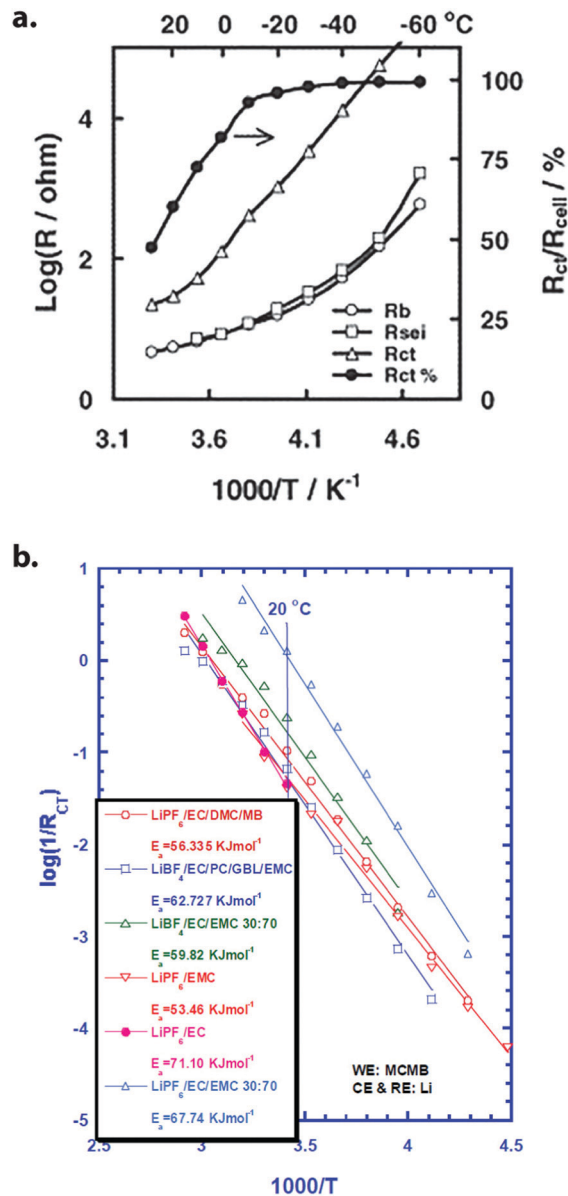 a.
20 0 -20 -40 -60 °C
4
2
0
Log(R / ohm)
100
75
50
25
0
Rct/Rcell / %
Rb
Rsei
Rct
Rct %
3.1 3.6 4.1 4.6
1000/T / K-1
b.
1
0
-1
-2
-3
-4
-5
log(1/RCT)
20 °C
LiPF6/EC/DMC/MB
Ea=56.335 KJmol-1
LiBF4/EC/PC/GBL/EMC
Ea=62.727 KJmol-1
LiBF4/EC/EMC 30:70
Ea=59.82 KJmol-1
LiPF6/EMC
Ea=53.46 KJmol-1
LiPF6/EC
Ea=71.10 KJmol-1
LiPF6/EC/EMC 30:70
Ea=67.74 KJmol-1
WE: MCMB
CE & RE: Li
2.5 3 3.5 4 4.5
1000/T